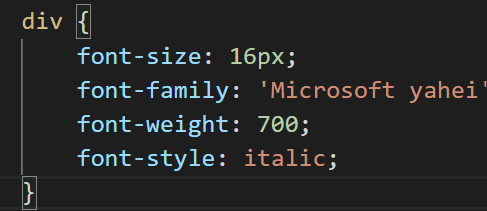 div {
font-size: 16px;
font-family: 'Microsoft yahei'
font-weight: 700;
font-style: italic;
}